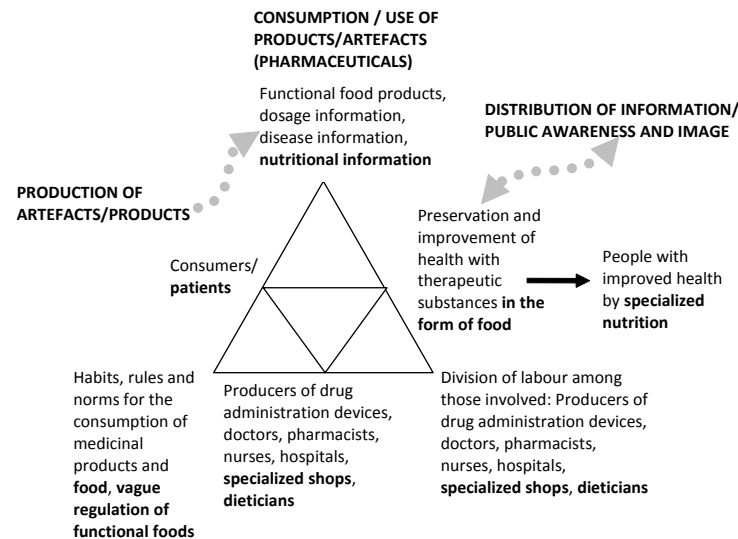 CONSUMPTION / USE OF
PRODUCTS/ARTEFACTS
(PHARMACEUTICALS)
Functional food products,
dosage information,
disease information,
nutritional information
DISTRIBUTION OF INFORMATION/
PUBLIC AWARENESS AND IMAGE
PRODUCTION OF
ARTEFACTS/PRODUCTS
Consumers/
patients
Preservation and
improvement of
health with
therapeutic
substances in the
form of food
People with
improved health
by specialized
nutrition
Habits, rules and
norms for the
consumption of
medicinal
products and
food, vague
regulation of
functional foods
Producers of drug
administration devices,
doctors, pharmacists,
nurses, hospitals,
specialized shops,
dieticians
Division of labour among
those involved: Producers of
drug administration devices,
doctors, pharmacists,
nurses, hospitals,
specialized shops, dieticians